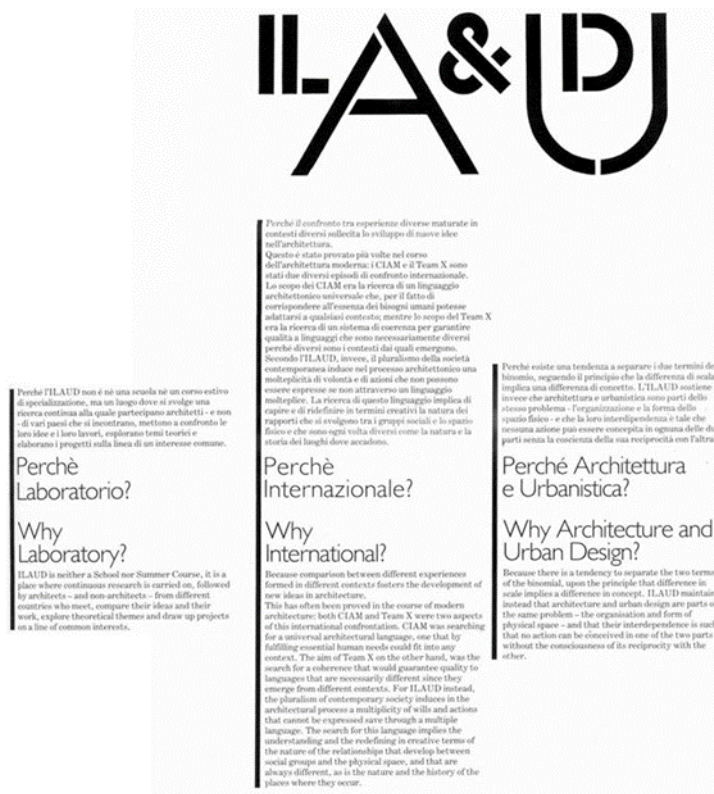 ILA&UD
Perchè l'ILAUD non è nè una scuola nè un corso estivo
di specializzazione, ma un luogo dove si svolge una
ricerca continua alla quale partecipano architetti - e non
- di vari paesi che si incontrano, mettono a confronto le
loro idee e i loro lavori, esplorano temi teorici e
elaborano i progetti sulla linea di un interesse comune.
Perchè
Laboratorio?
Why
Laboratory?
ILAUD is neither a School nor Summer Course, it is a
place where continuous research is carried on, followed
by architects – and non-architects – from different
countries who meet, compare their ideas and their
work, explore theoretical themes and draw up projects
on a line of common interests.
Perchè il confronto tra esperienze diverse maturate in
contesti diversi sollecita lo sviluppo di nuove idee
nell'architettura.
Questo è stato provato più volte nel corso
dell'architettura moderna: i CIAM e il Team X sono
stati due diversi episodi di confronto internazionale.
Lo scopo dei CIAM era la ricerca di un linguaggio
architettonico universale che, per il fatto di
corrispondere all'essenza dei bisogni umani potesse
adattarsi a qualsiasi contesto; mentre lo scopo del Team X
era la ricerca di un sistema di coerenza per garantire
qualità a linguaggi che sono necessariamente diversi
perchè diversi sono i contesti dai quali emergono.
Secondo l'ILAUD, invece, il pluralismo della società
contemporanea induce nel processo architettonico una
molteplicità di volontà e di azioni che non possono
essere espresse se non attraverso un linguaggio
molteplice. La ricerca di questo linguaggio implica di
capire e di ridefinire in termini creativi la natura dei
rapporti che si svolgono tra i gruppi sociali e lo spazio
fisico e che sono ogni volta diversi come la natura e la
storia dei luoghi dove accadono.
Perchè
Internazionale?
Why
International?
Because comparison between different experiences
formed in different contexts fosters the development of
new ideas in architecture.
This has often been proved in the course of modern
architecture: both CIAM and Team X were two aspects
of this international confrontation. CIAM was searching
for a universal architectural language, one that by
fulfilling essential human needs could fit into any
context. The aim of Team X on the other hand, was the
search for a coherence that would guarantee quality to
languages that are necessarily different since they
emerge from different contexts. For ILAUD instead,
the pluralism of contemporary society induces in the
architectural process a multiplicity of wills and actions
that cannot be expressed save through a multiple
language. The search for this language implies the
understanding and the redefining in creative terms of
the nature of the relationships that develop between
social groups and the physical space, and that are
always different, as is the nature and the history of the
places where they occur.
Perchè esiste una tendenza a separare i due termini de
binomio, seguendo il principio che la differenza di scala
implica una differenza di concetto. L'ILAUD sostiene
invece che architettura e urbanistica sono parti dello
stesso problema - l'organizzazione e la forma dello
spazio fisico - e che la loro interdipendenza è tale che
nessuna azione può essere concepita in ognuna delle du
parti senza la coscienza della sua reciprocità con l'altra
Perché Architettura
e Urbanistica?
Why Architecture and
Urban Design?
Because there is a tendency to separate the two terms
of the binomial, upon the principle that difference in
scale implies a difference in concept. ILAUD maintain
instead that architecture and urban design are parts o
the same problem – the organisation and form of
physical space – and that their interdependence is suc
that no action can be conceived in one of the two parts
without the consciousness of its reciprocity with the
other.